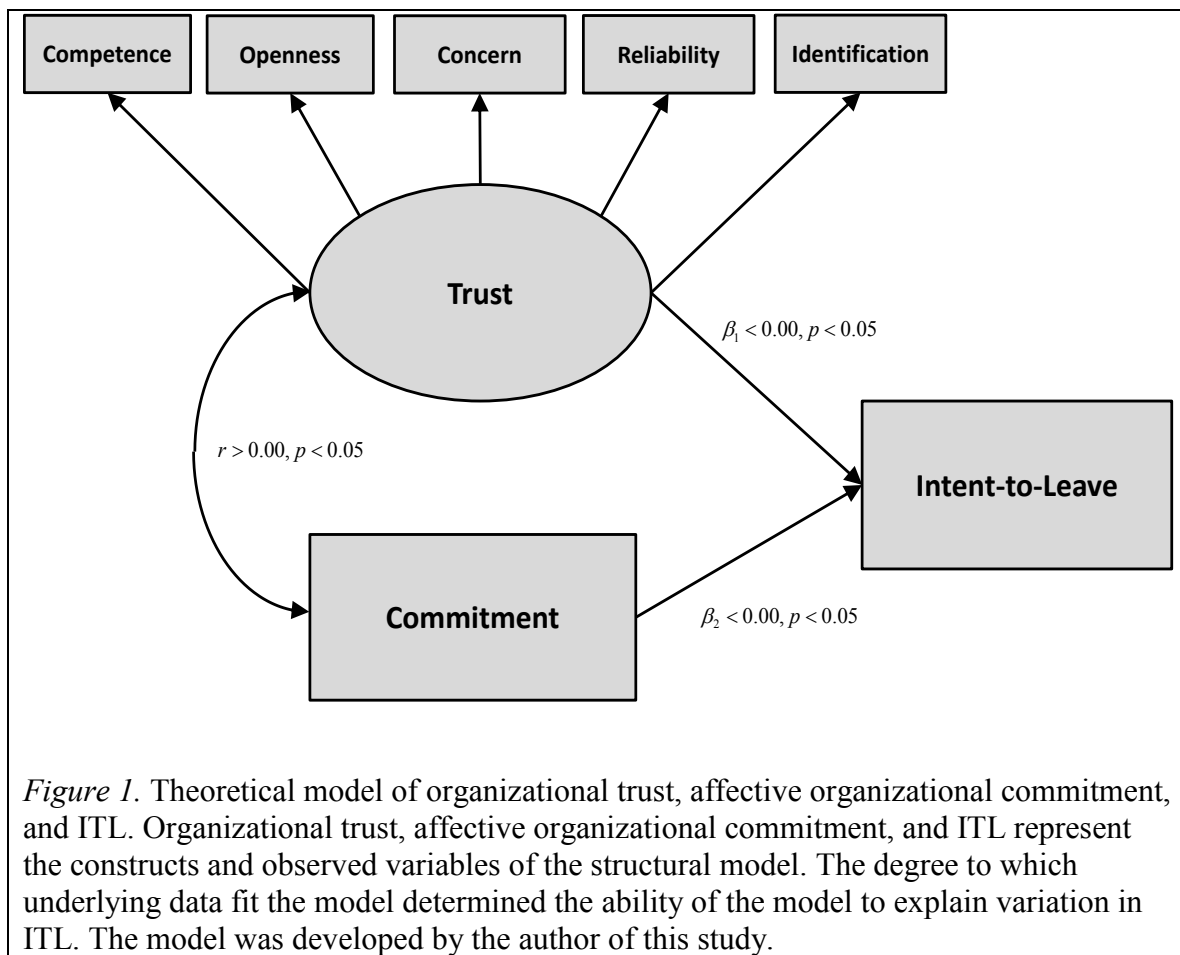 Competence
Openness
Concern
Reliability
Identification
Trust
β₁ < 0.00, p < 0.05
r > 0.00, p < 0.05
Intent-to-Leave
Commitment
β₂ < 0.00, p < 0.05
Figure 1. Theoretical model of organizational trust, affective organizational commitment,
and ITL. Organizational trust, affective organizational commitment, and ITL represent
the constructs and observed variables of the structural model. The degree to which
underlying data fit the model determined the ability of the model to explain variation in
ITL. The model was developed by the author of this study.